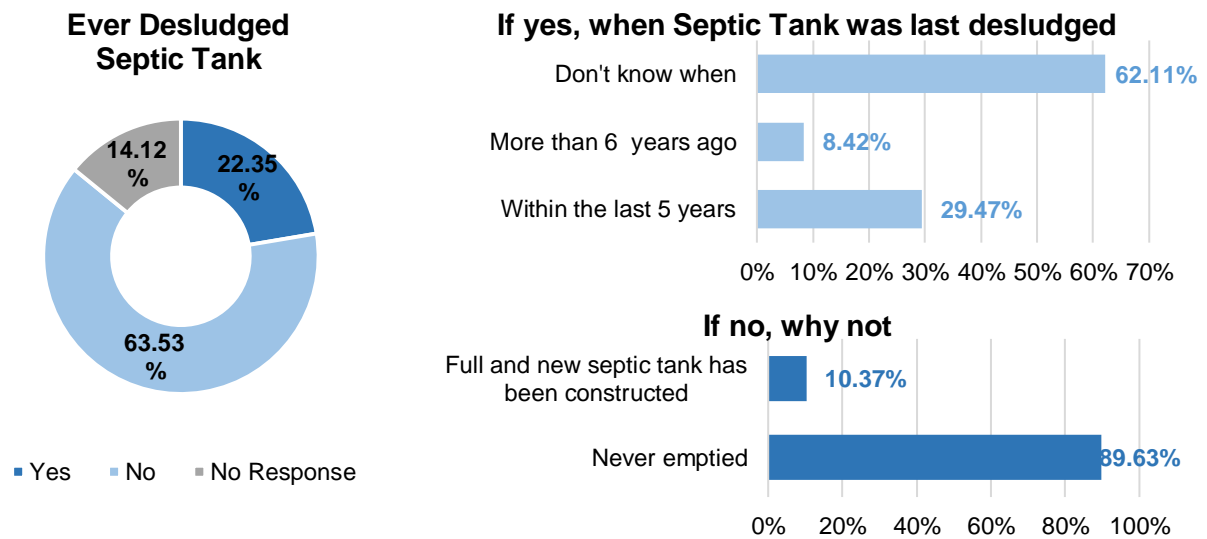 Ever Desludged
Septic Tank
14.12
%
22.35
%
63.53
%
Yes
No
No Response
If yes, when Septic Tank was last desludged
Don't know when
62.11%
More than 6 years ago
8.42%
Within the last 5 years
29.47%
0% 10% 20% 30% 40% 50% 60% 70%
If no, why not
Full and new septic tank has
been constructed
10.37%
Never emptied
89.63%
0% 20% 40% 60% 80% 100%